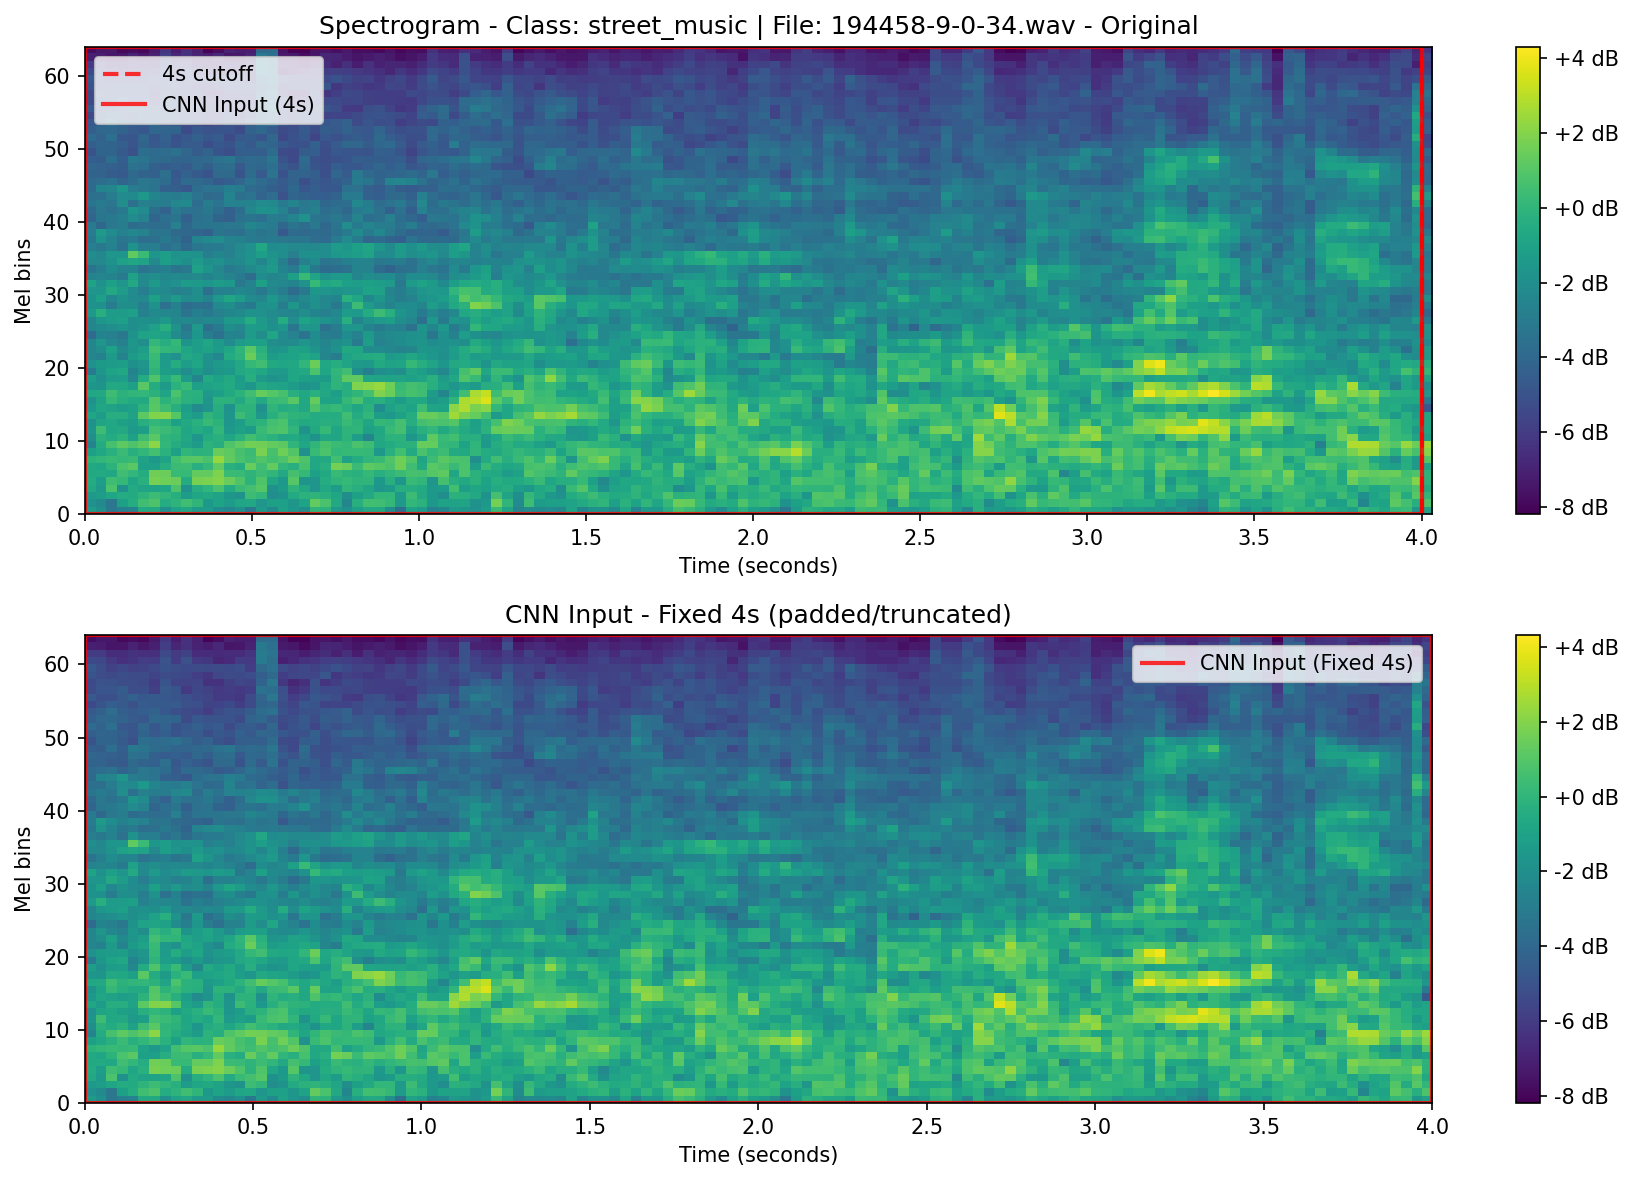 Spectrogram - Class: street_music | File: 194458-9-0-34.wav - Original
4s cutoff
CNN Input (4s)
Mel bins
60
50
40
30
20
10
0
0.0 0.5 1.0 1.5 2.0 2.5 3.0 3.5 4.0
Time (seconds)
+4 dB
+2 dB
+0 dB
-2 dB
-4 dB
-6 dB
-8 dB
CNN Input - Fixed 4s (padded/truncated)
CNN Input (Fixed 4s)
Mel bins
60
50
40
30
20
10
0
0.0 0.5 1.0 1.5 2.0 2.5 3.0 3.5 4.0
Time (seconds)
+4 dB
+2 dB
+0 dB
-2 dB
-4 dB
-6 dB
-8 dB